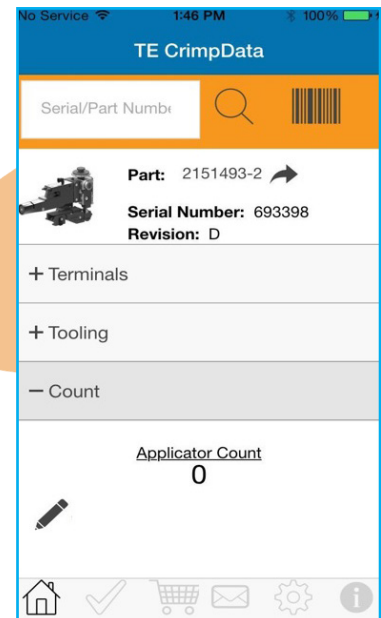 No Service 1:46 PM 100%
TE CrimpData
Serial/Part Numbe
Part: 2151493-2
Serial Number: 693398
Revision: D
+ Terminals
+ Tooling
− Count
Applicator Count
0